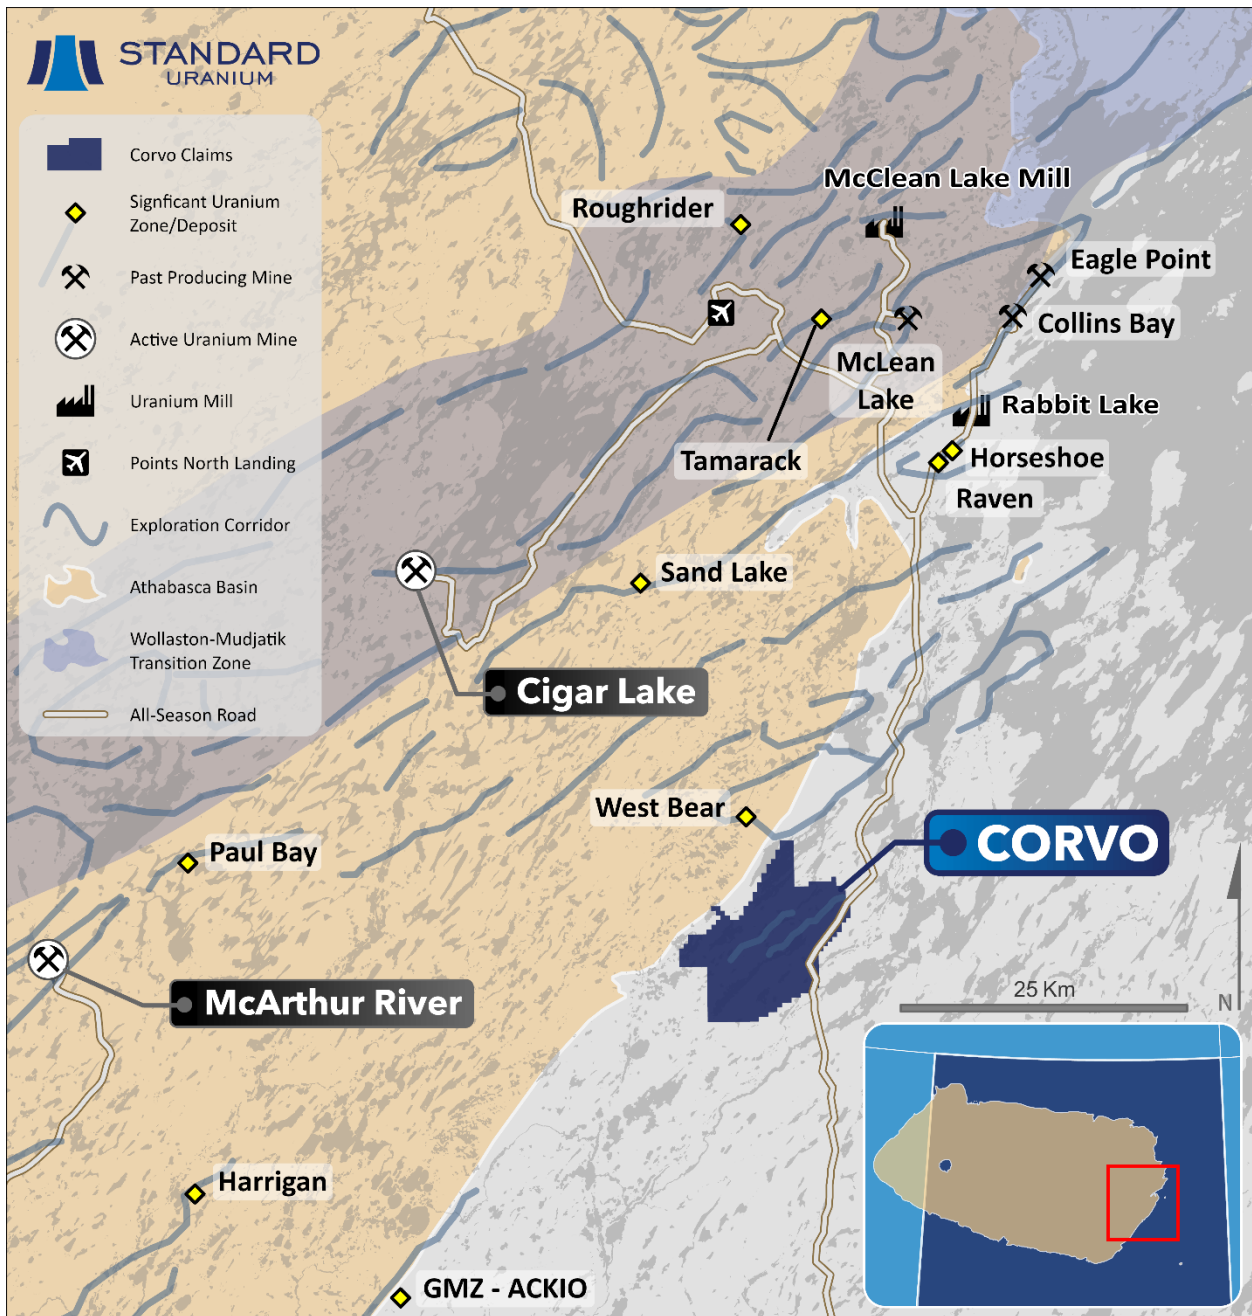 STANDARD
URANIUM
Corvo Claims
Signficant Uranium
Zone/Deposit
Past Producing Mine
Active Uranium Mine
Uranium Mill
Points North Landing
Exploration Corridor
Athabasca Basin
Wollaston-Mudjatik
Transition Zone
All-Season Road
McClean Lake Mill
Roughrider
Eagle Point
Collins Bay
McLean
Lake
Rabbit Lake
Tamarack
Horseshoe
Raven
Sand Lake
Cigar Lake
West Bear
CORVO
Paul Bay
McArthur River
25 Km
N
Harrigan
GMZ - ACKIO